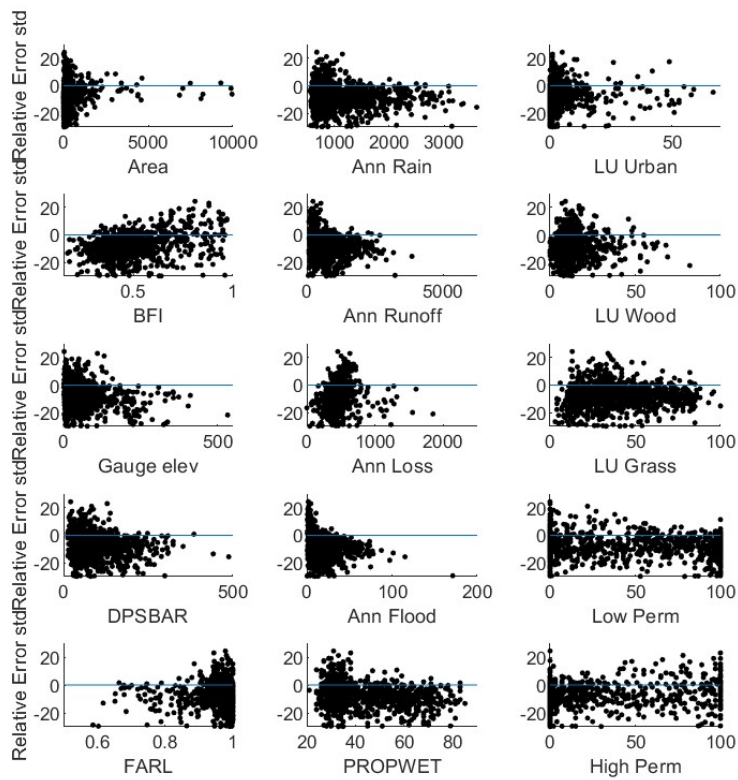 Relative Error std
20
0
-20
0 5000 10000
Area
20
0
-20
1000 2000 3000
Ann Rain
20
0
-20
0 50
LU Urban
Relative Error std
20
0
-20
0.5 1
BFI
20
0
-20
0 5000
Ann Runoff
20
0
-20
0 50 100
LU Wood
Relative Error std
20
0
-20
0 500
Gauge elev
20
0
-20
0 1000 2000
Ann Loss
20
0
-20
0 50 100
LU Grass
Relative Error std
20
0
-20
0 500
DPSBAR
20
0
-20
0 100 200
Ann Flood
20
0
-20
0 50 100
Low Perm
Relative Error std
20
0
-20
0.6 0.8 1
FARL
20
0
-20
20 40 60 80
PROPWET
20
0
-20
0 50 100
High Perm